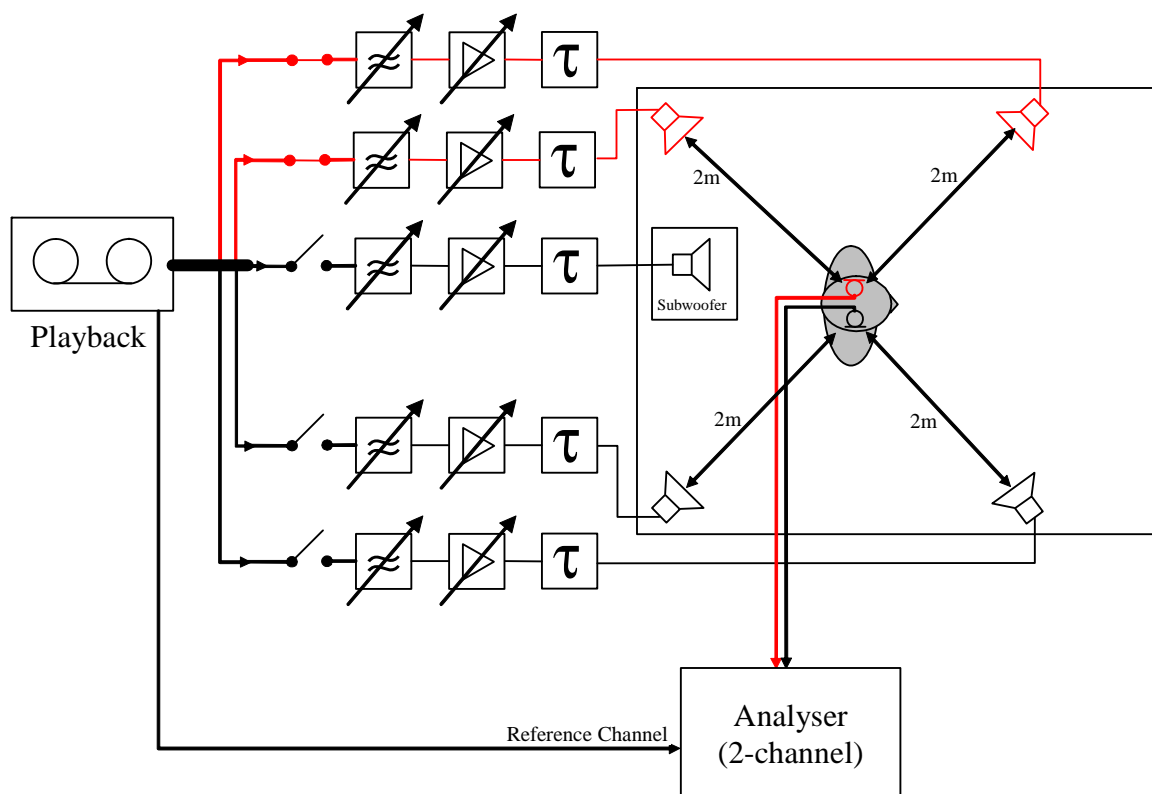 τ
τ
2m
2m
τ
Subwoofer
Playback
2m
2m
τ
τ
Analyser
(2-channel)
Reference Channel